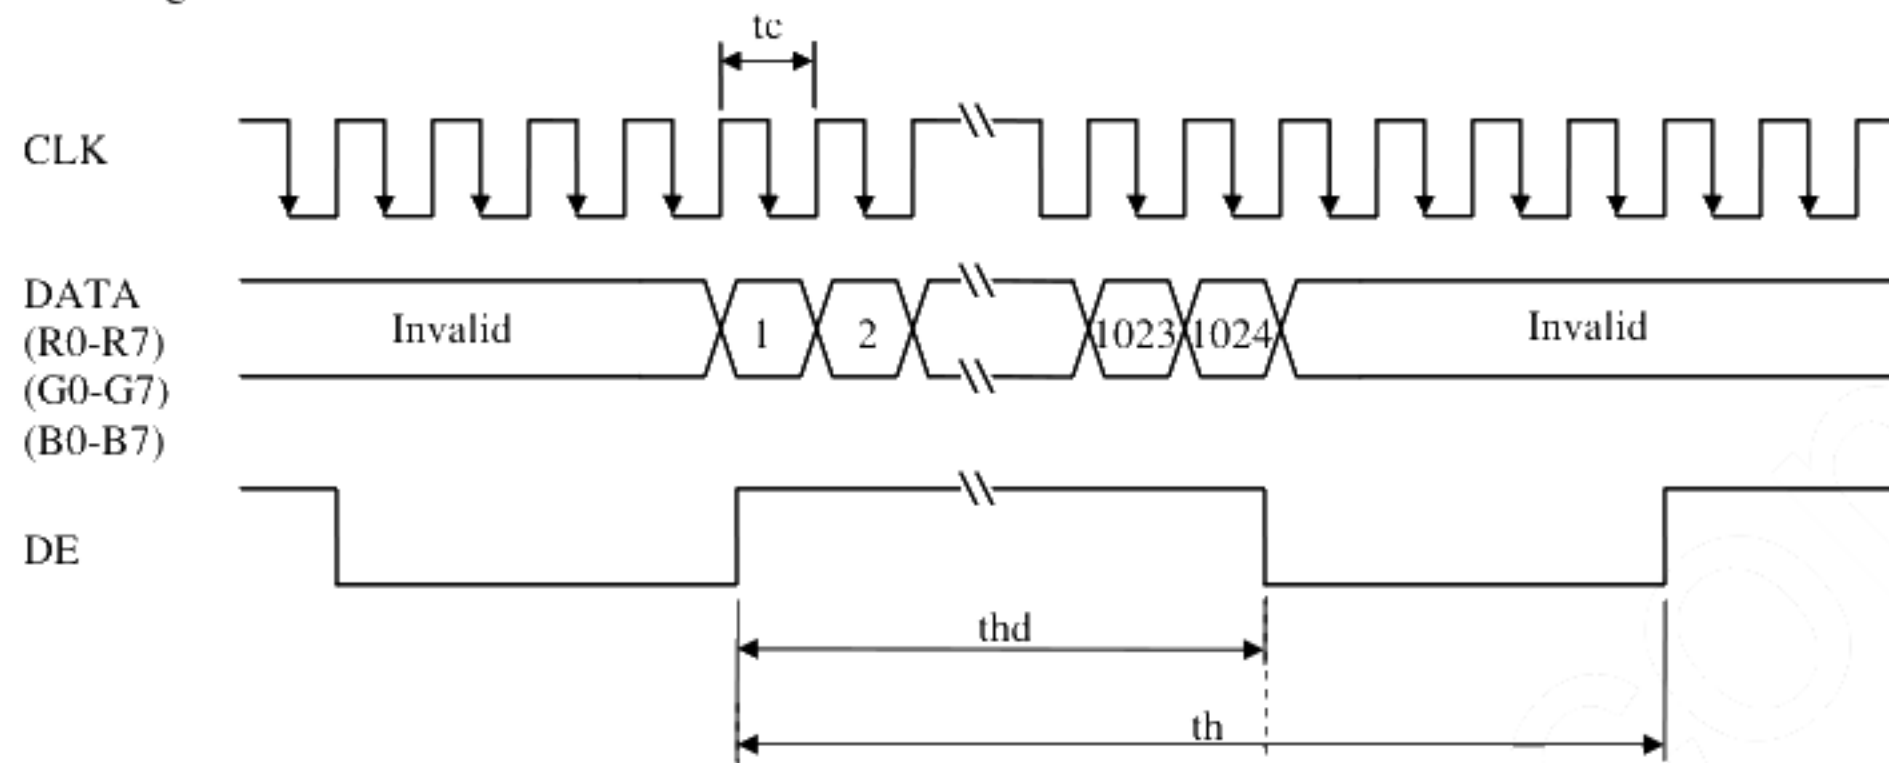 tc
CLK
DATA
(R0-R7)
(G0-G7)
(B0-B7)
Invalid
1
2
1023
1024
Invalid
DE
thd
th